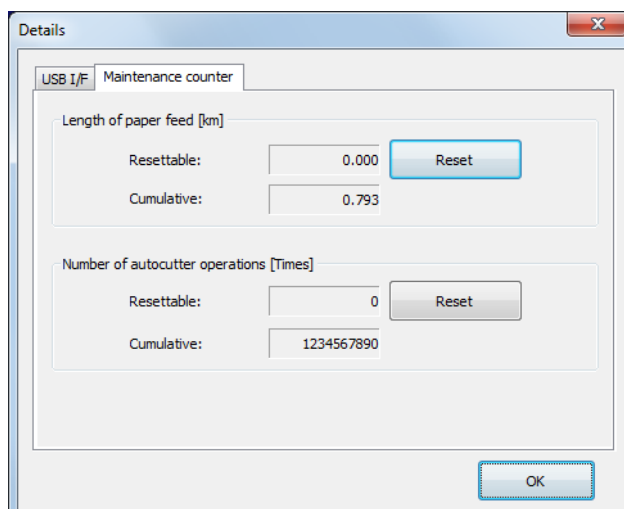 Details
USB I/F Maintenance counter
Length of paper feed [km]
Resettable: 0.000 Reset
Cumulative: 0.793
Number of autocutter operations [Times]
Resettable: 0 Reset
Cumulative: 1234567890
OK